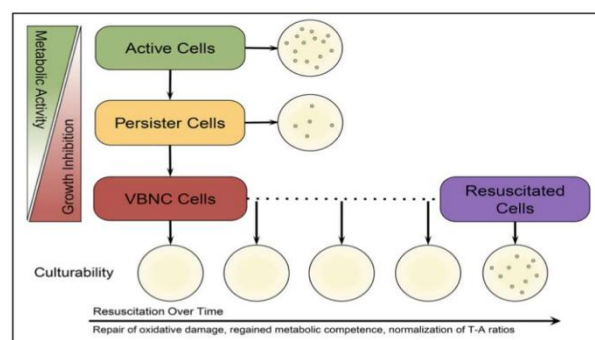 Metabolic Activity
Growth Inhibition
Active Cells
Persister Cells
VBNC Cells
Resuscitated
Cells
Culturability
Resuscitation Over Time
Repair of oxidative damage, regained metabolic competence, normalization of T-A ratios